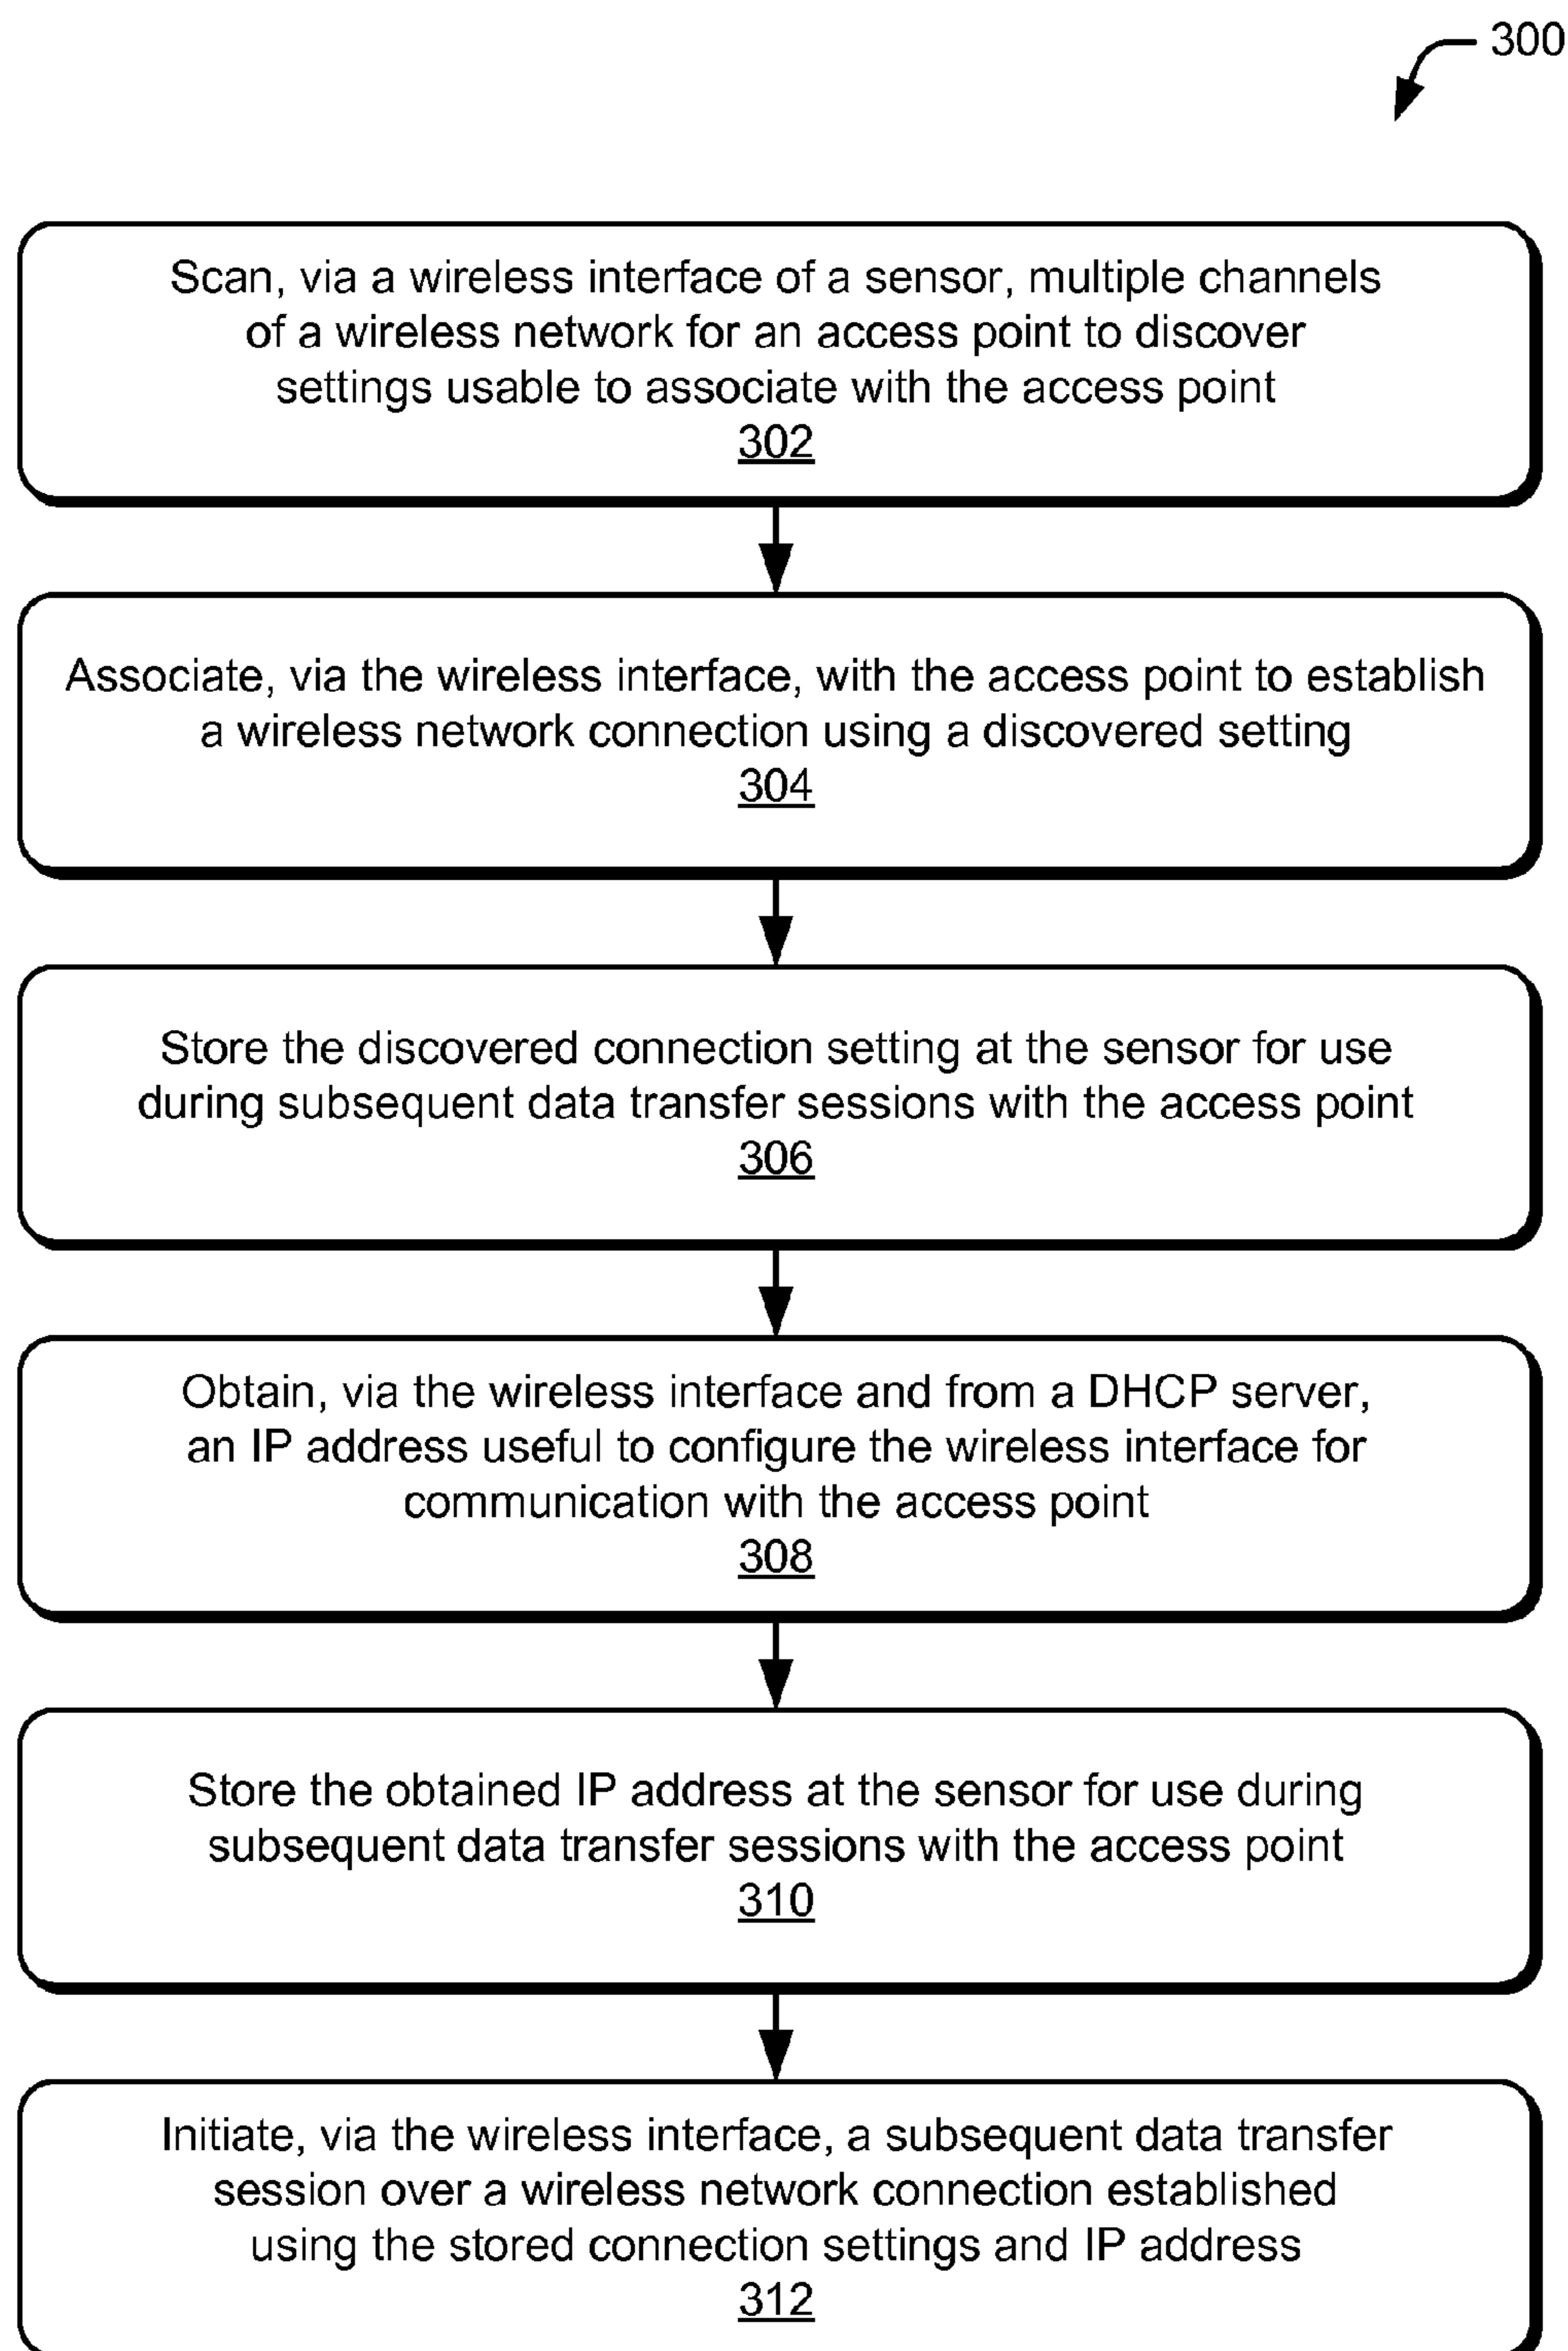 300
Scan, via a wireless interface of a sensor, multiple channels
of a wireless network for an access point to discover
settings usable to associate with the access point
302
Associate, via the wireless interface, with the access point to establish
a wireless network connection using a discovered setting
304
Store the discovered connection setting at the sensor for use
during subsequent data transfer sessions with the access point
306
Obtain, via the wireless interface and from a DHCP server,
an IP address useful to configure the wireless interface for
communication with the access point
308
Store the obtained IP address at the sensor for use during
subsequent data transfer sessions with the access point
310
Initiate, via the wireless interface, a subsequent data transfer
session over a wireless network connection established
using the stored connection settings and IP address
312